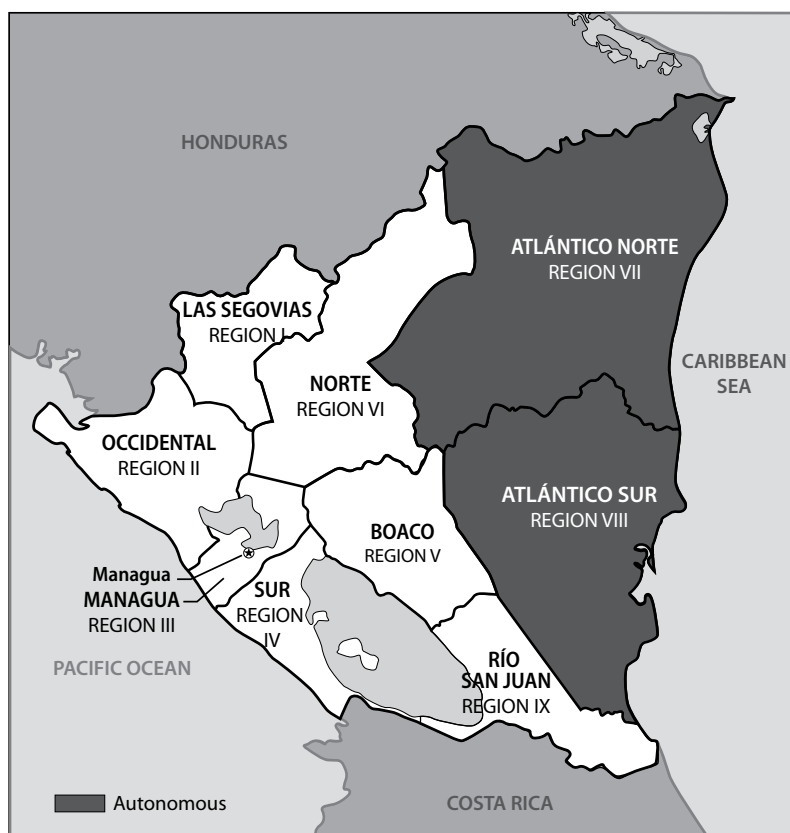 HONDURAS
ATLÁNTICO NORTE
REGION VII
LAS SEGOVIAS
REGION I
CARIBBEAN
SEA
NORTE
REGION VI
OCCIDENTAL
REGION II
ATLÁNTICO SUR
REGION VIII
BOACO
REGION V
Managua
MANAGUA
REGION III
SUR
REGION
IV
RÍO
SAN JUAN
REGION IX
PACIFIC OCEAN
Autonomous
COSTA RICA